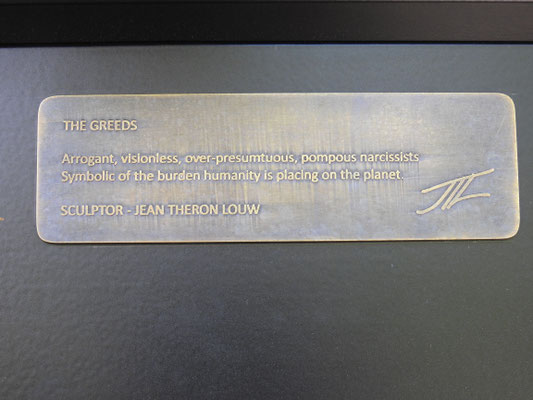 THE GREEDS
Arrogant, visionless, over-presumtuous, pompous narcissists
Symbolic of the burden humanity is placing on the planet.
SCULPTOR - JEAN THERON LOUW
JTL